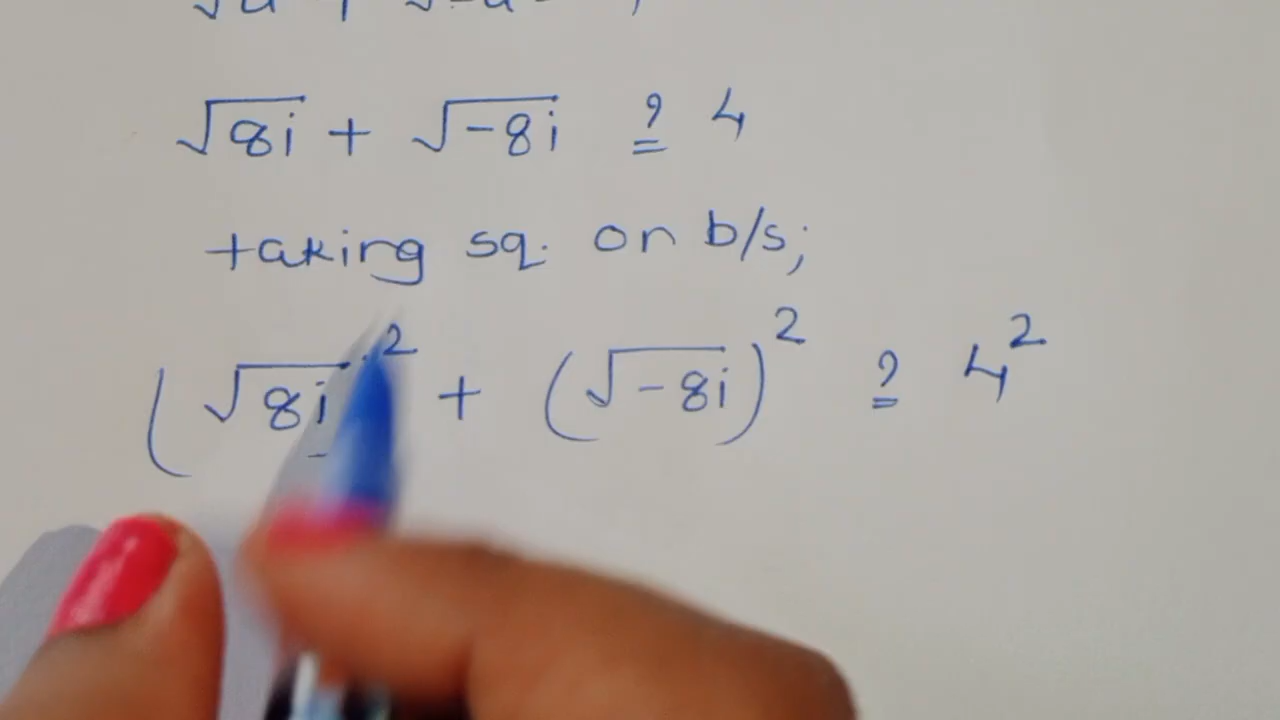 √8i + √-8i ≟ 4
taking sq. on b/s;
(√8i)² + (√-8i)² ≟ 4²